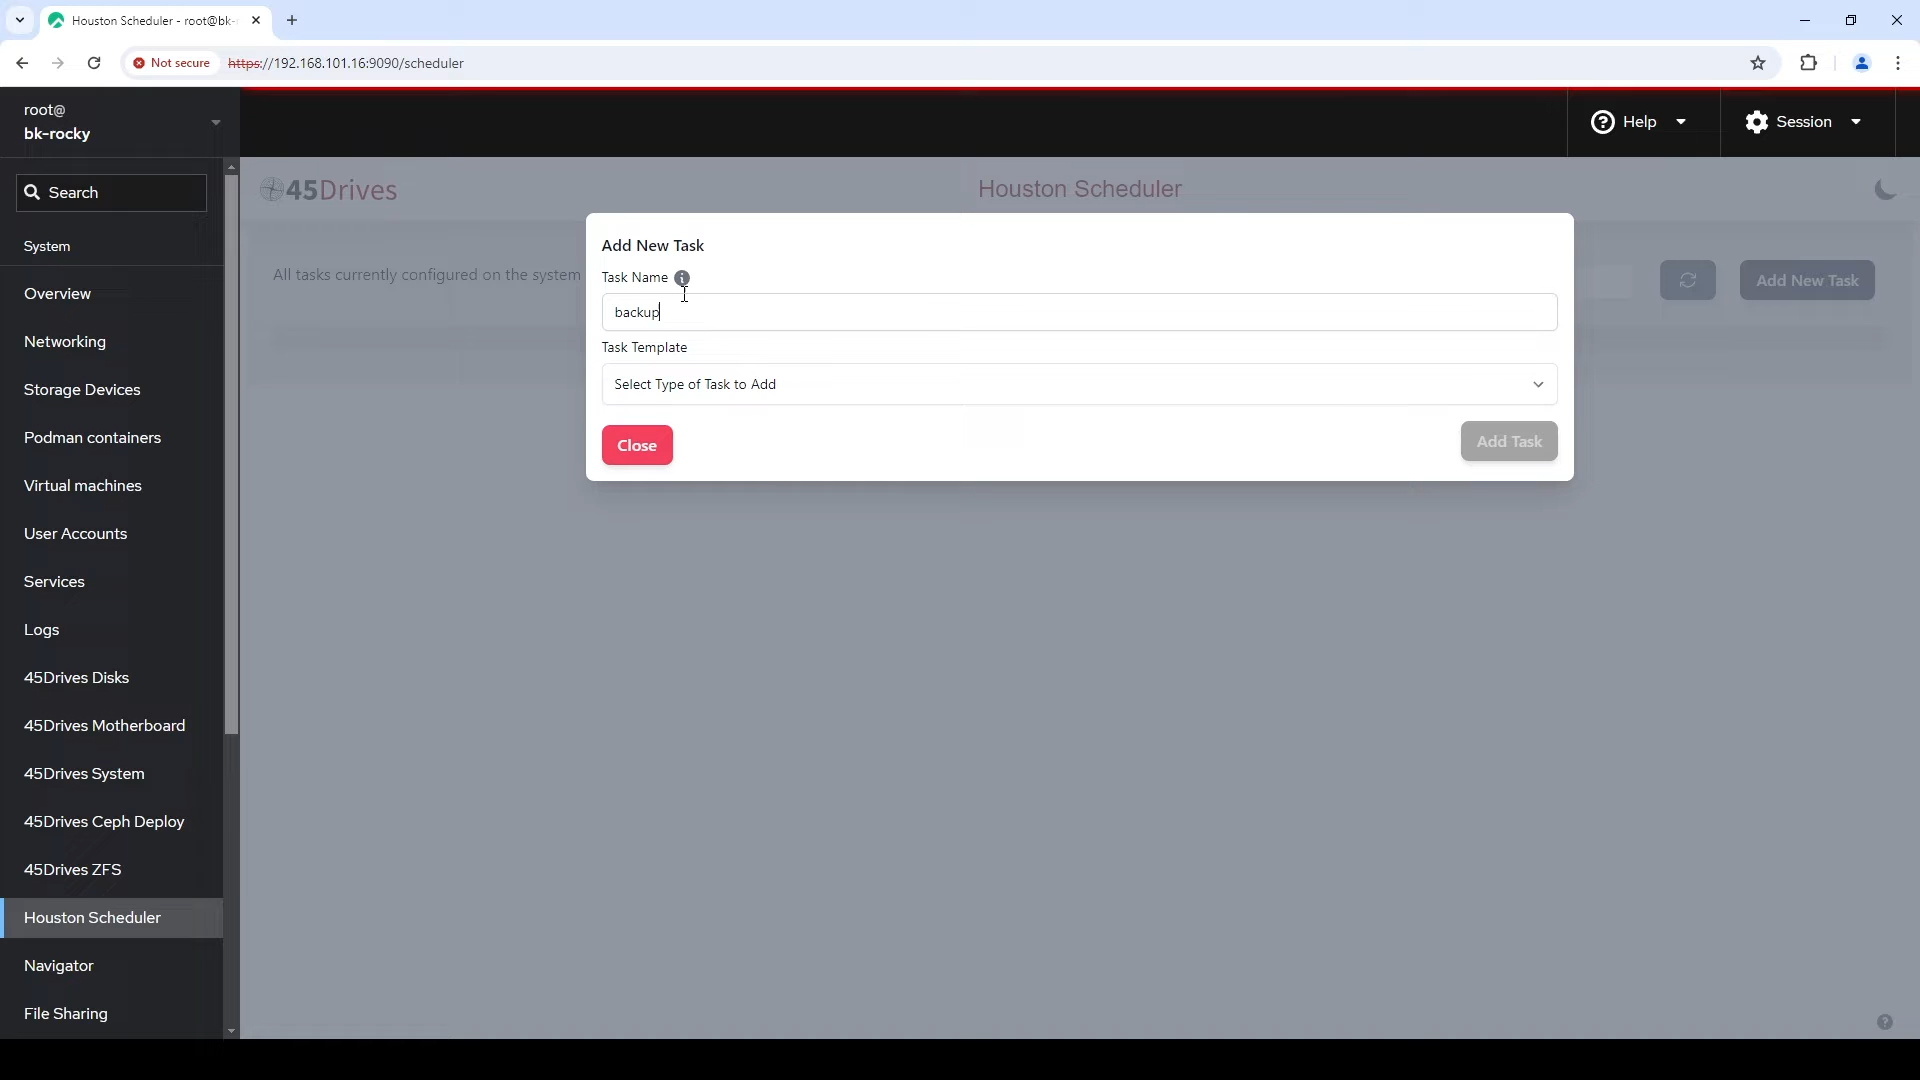 Houston Scheduler - root@bk-
Not secure
https://192.168.101.16:9090/scheduler
root@
bk-rocky
Help
Session
Search
45Drives
Houston Scheduler
System
All tasks currently configured on the system
Add New Task
Add New Task
Task Name
backup
Task Template
Select Type of Task to Add
Close
Add Task
Overview
Networking
Storage Devices
Podman containers
Virtual machines
User Accounts
Services
Logs
45Drives Disks
45Drives Motherboard
45Drives System
45Drives Ceph Deploy
45Drives ZFS
Houston Scheduler
Navigator
File Sharing